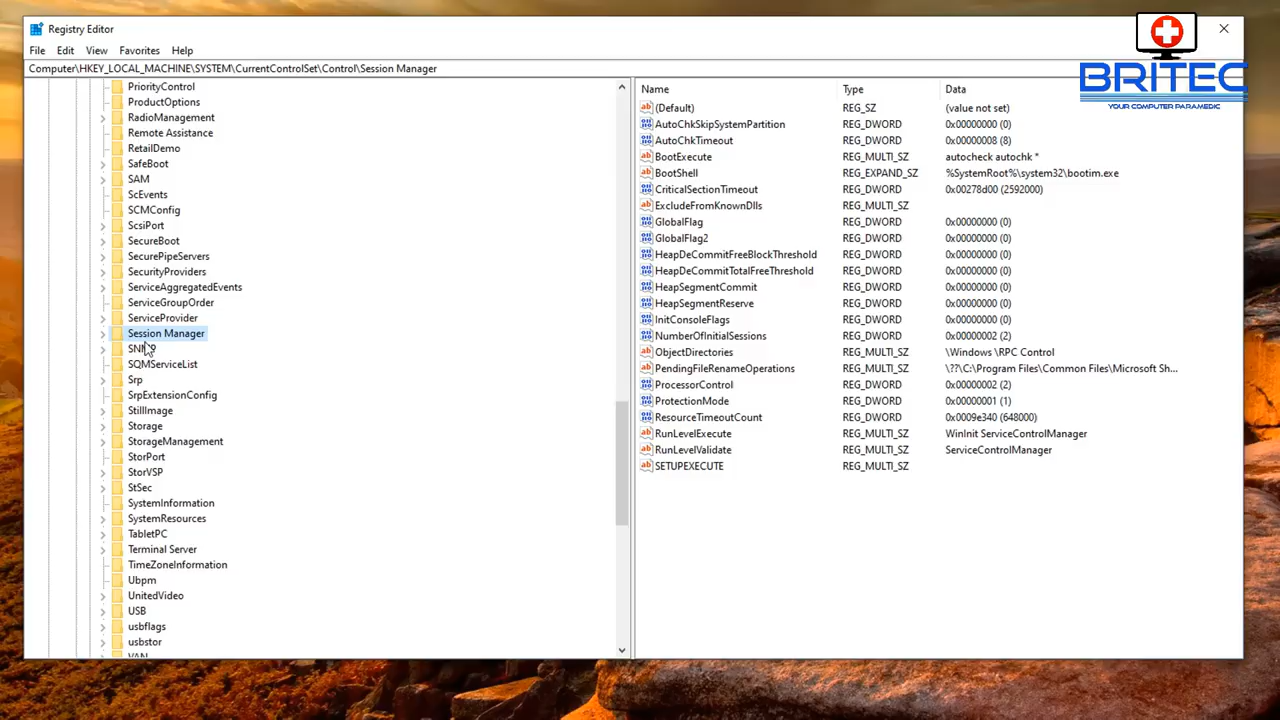 Registry Editor
File Edit View Favorites Help
Computer\HKEY_LOCAL_MACHINE\SYSTEM\CurrentControlSet\Control\Session Manager
BRITEC
YOUR COMPUTER PARAMEDIC
PriorityControl
ProductOptions
RadioManagement
Remote Assistance
RetailDemo
SafeBoot
SAM
ScEvents
SCMConfig
ScsiPort
SecureBoot
SecurePipeServers
SecurityProviders
ServiceAggregatedEvents
ServiceGroupOrder
ServiceProvider
Session Manager
SQMServiceList
Srp
SrpExtensionConfig
StillImage
Storage
StorageManagement
StorPort
StorVSP
StSec
SystemInformation
SystemResources
TabletPC
Terminal Server
TimeZoneInformation
Ubpm
UnitedVideo
USB
usbflags
usbstor
Name Type Data
(Default) REG_SZ (value not set)
AutoChkSkipSystemPartition REG_DWORD 0x00000000 (0)
AutoChkTimeout REG_DWORD 0x00000008 (8)
BootExecute REG_MULTI_SZ autocheck autochk *
BootShell REG_EXPAND_SZ %SystemRoot%\system32\bootim.exe
CriticalSectionTimeout REG_DWORD 0x00278d00 (2592000)
ExcludeFromKnownDlls REG_MULTI_SZ
GlobalFlag REG_DWORD 0x00000000 (0)
GlobalFlag2 REG_DWORD 0x00000000 (0)
HeapDeCommitFreeBlockThreshold REG_DWORD 0x00000000 (0)
HeapDeCommitTotalFreeThreshold REG_DWORD 0x00000000 (0)
HeapSegmentCommit REG_DWORD 0x00000000 (0)
HeapSegmentReserve REG_DWORD 0x00000000 (0)
InitConsoleFlags REG_DWORD 0x00000000 (0)
NumberOfInitialSessions REG_DWORD 0x00000002 (2)
ObjectDirectories REG_MULTI_SZ \Windows \RPC Control
PendingFileRenameOperations REG_MULTI_SZ \??\C:\Program Files\Common Files\Microsoft Sh...
ProcessorControl REG_DWORD 0x00000002 (2)
ProtectionMode REG_DWORD 0x00000001 (1)
ResourceTimeoutCount REG_DWORD 0x0009e340 (648000)
RunLevelExecute REG_MULTI_SZ WinInit ServiceControlManager
RunLevelValidate REG_MULTI_SZ ServiceControlManager
SETUPEXECUTE REG_MULTI_SZ